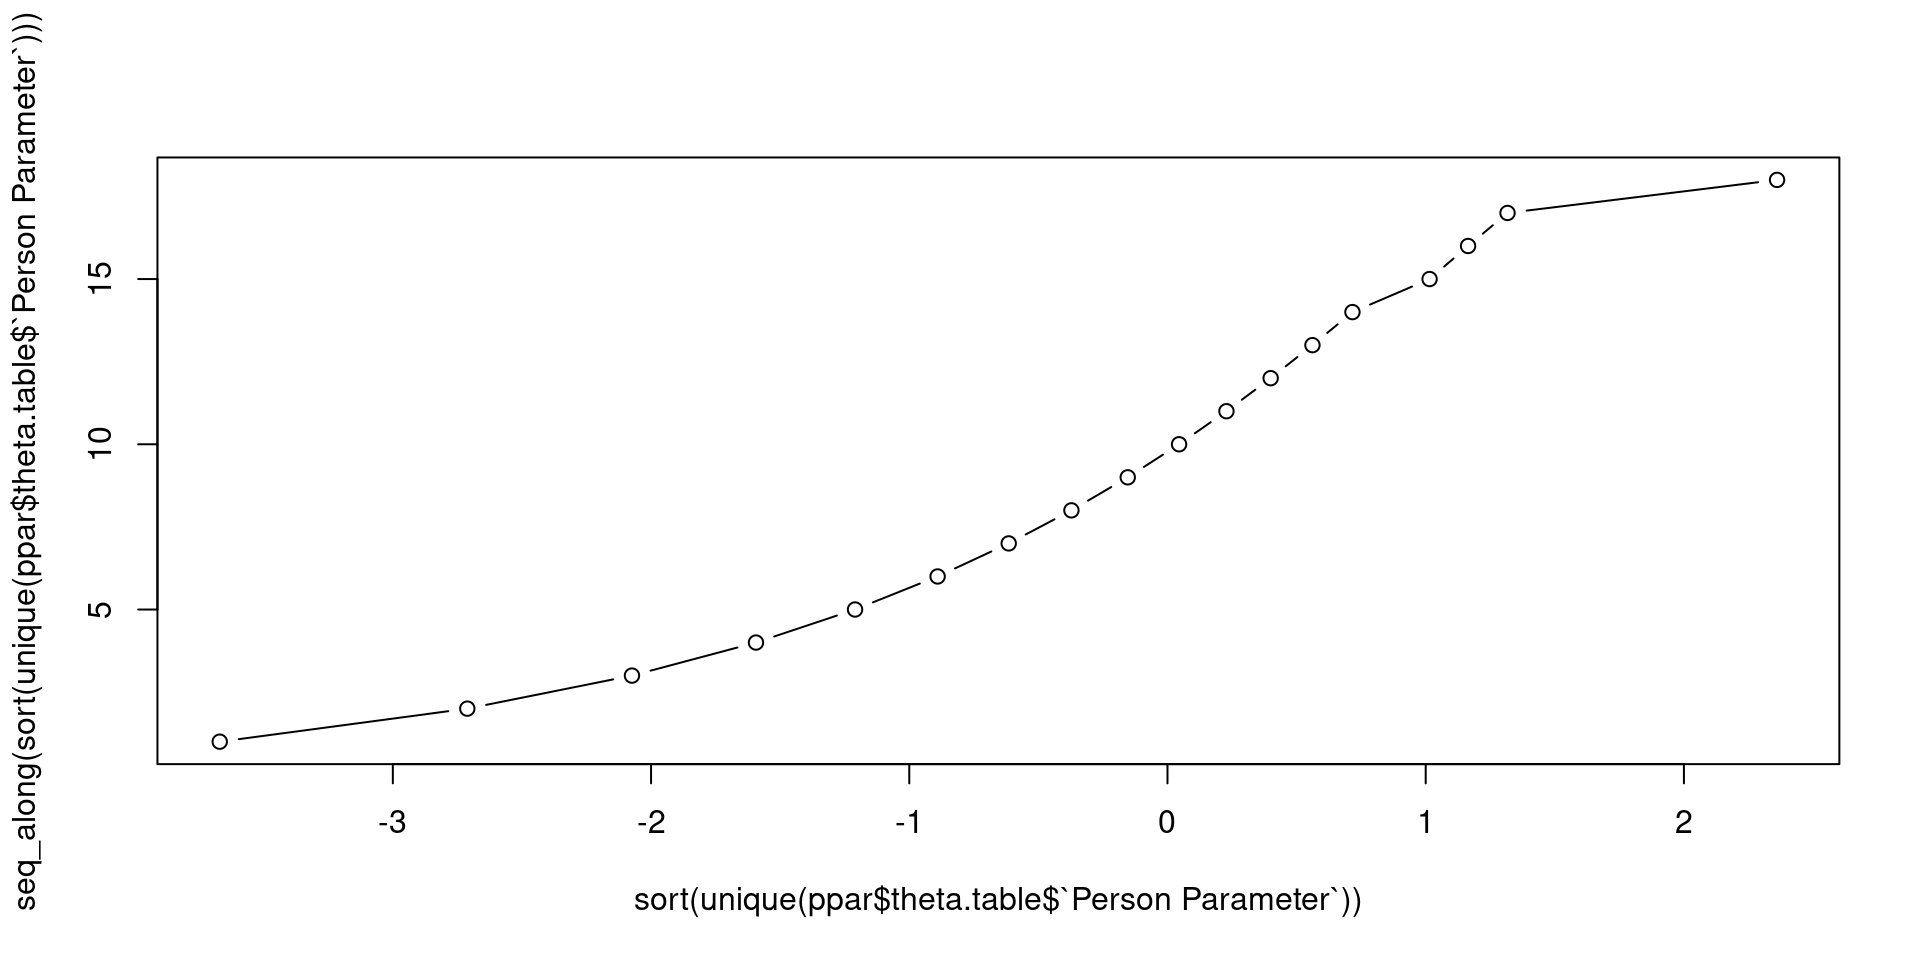 seq_along(sort(unique(ppar$theta.table$`Person Parameter`)))
15
10
5
-3 -2 -1 0 1 2
sort(unique(ppar$theta.table$`Person Parameter`))